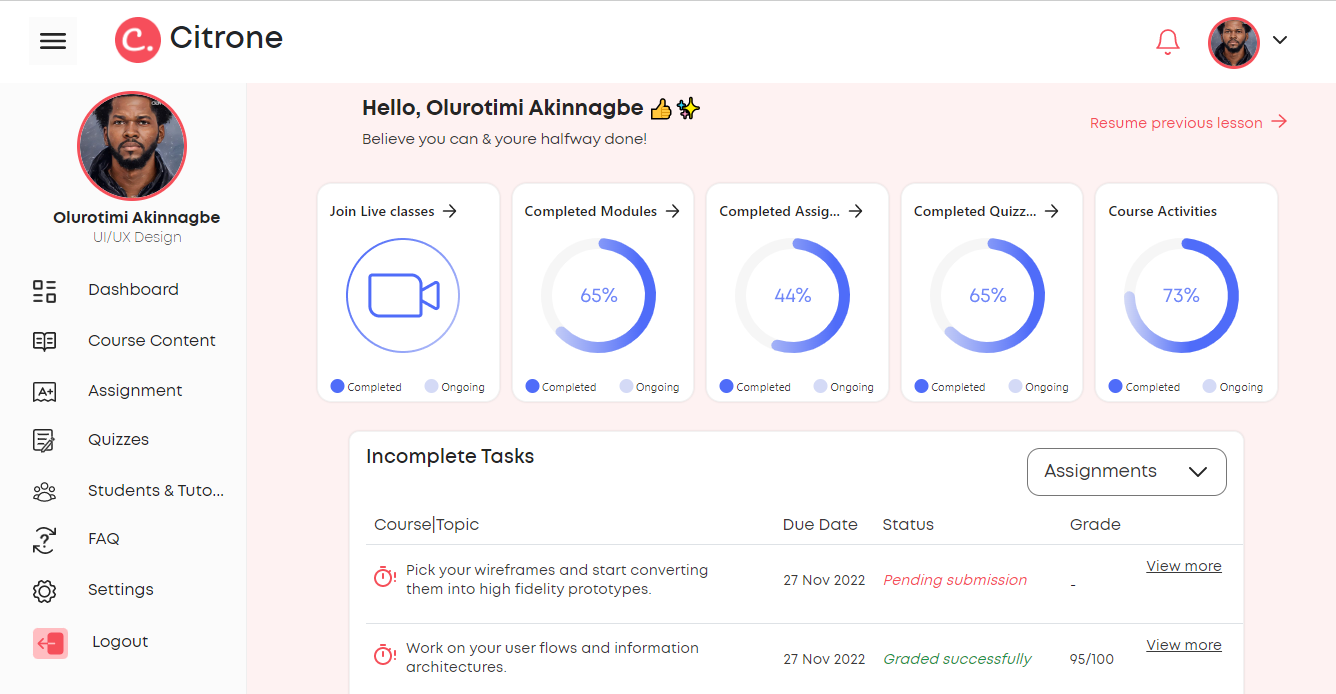 Citrone
Olurotimi Akinnagbe
UI/UX Design
Dashboard
Course Content
Assignment
Quizzes
Students & Tuto...
FAQ
Settings
Logout
Hello, Olurotimi Akinnagbe 👍✨
Believe you can & youre halfway done!
Resume previous lesson →
Join Live classes →
Completed Ongoing
Completed Modules →
65%
Completed Ongoing
Completed Assig... →
44%
Completed Ongoing
Completed Quizz... →
65%
Completed Ongoing
Course Activities
73%
Completed Ongoing
Incomplete Tasks
Assignments
Course|Topic Due Date Status Grade
Pick your wireframes and start converting
them into high fidelity prototypes.
27 Nov 2022 Pending submission - View more
Work on your user flows and information
architectures.
27 Nov 2022 Graded successfully 95/100 View more